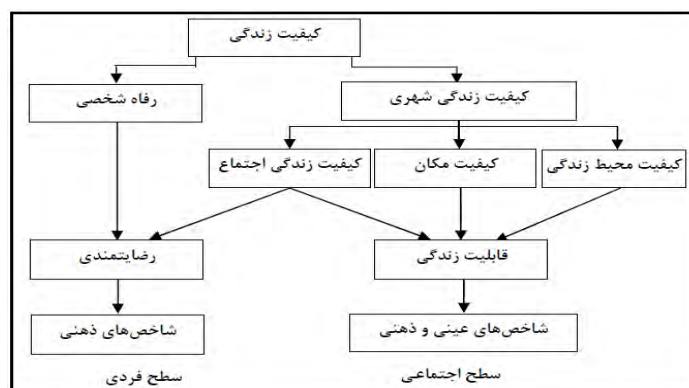 کیفیت زندگی
کیفیت زندگی شهری
رفاه شخصی
کیفیت محیط زندگی
کیفیت مکان
کیفیت زندگی اجتماع
قابلیت زندگی
رضایتمندی
شاخص‌های عینی و ذهنی
شاخص‌های ذهنی
سطح اجتماعی
سطح فردی